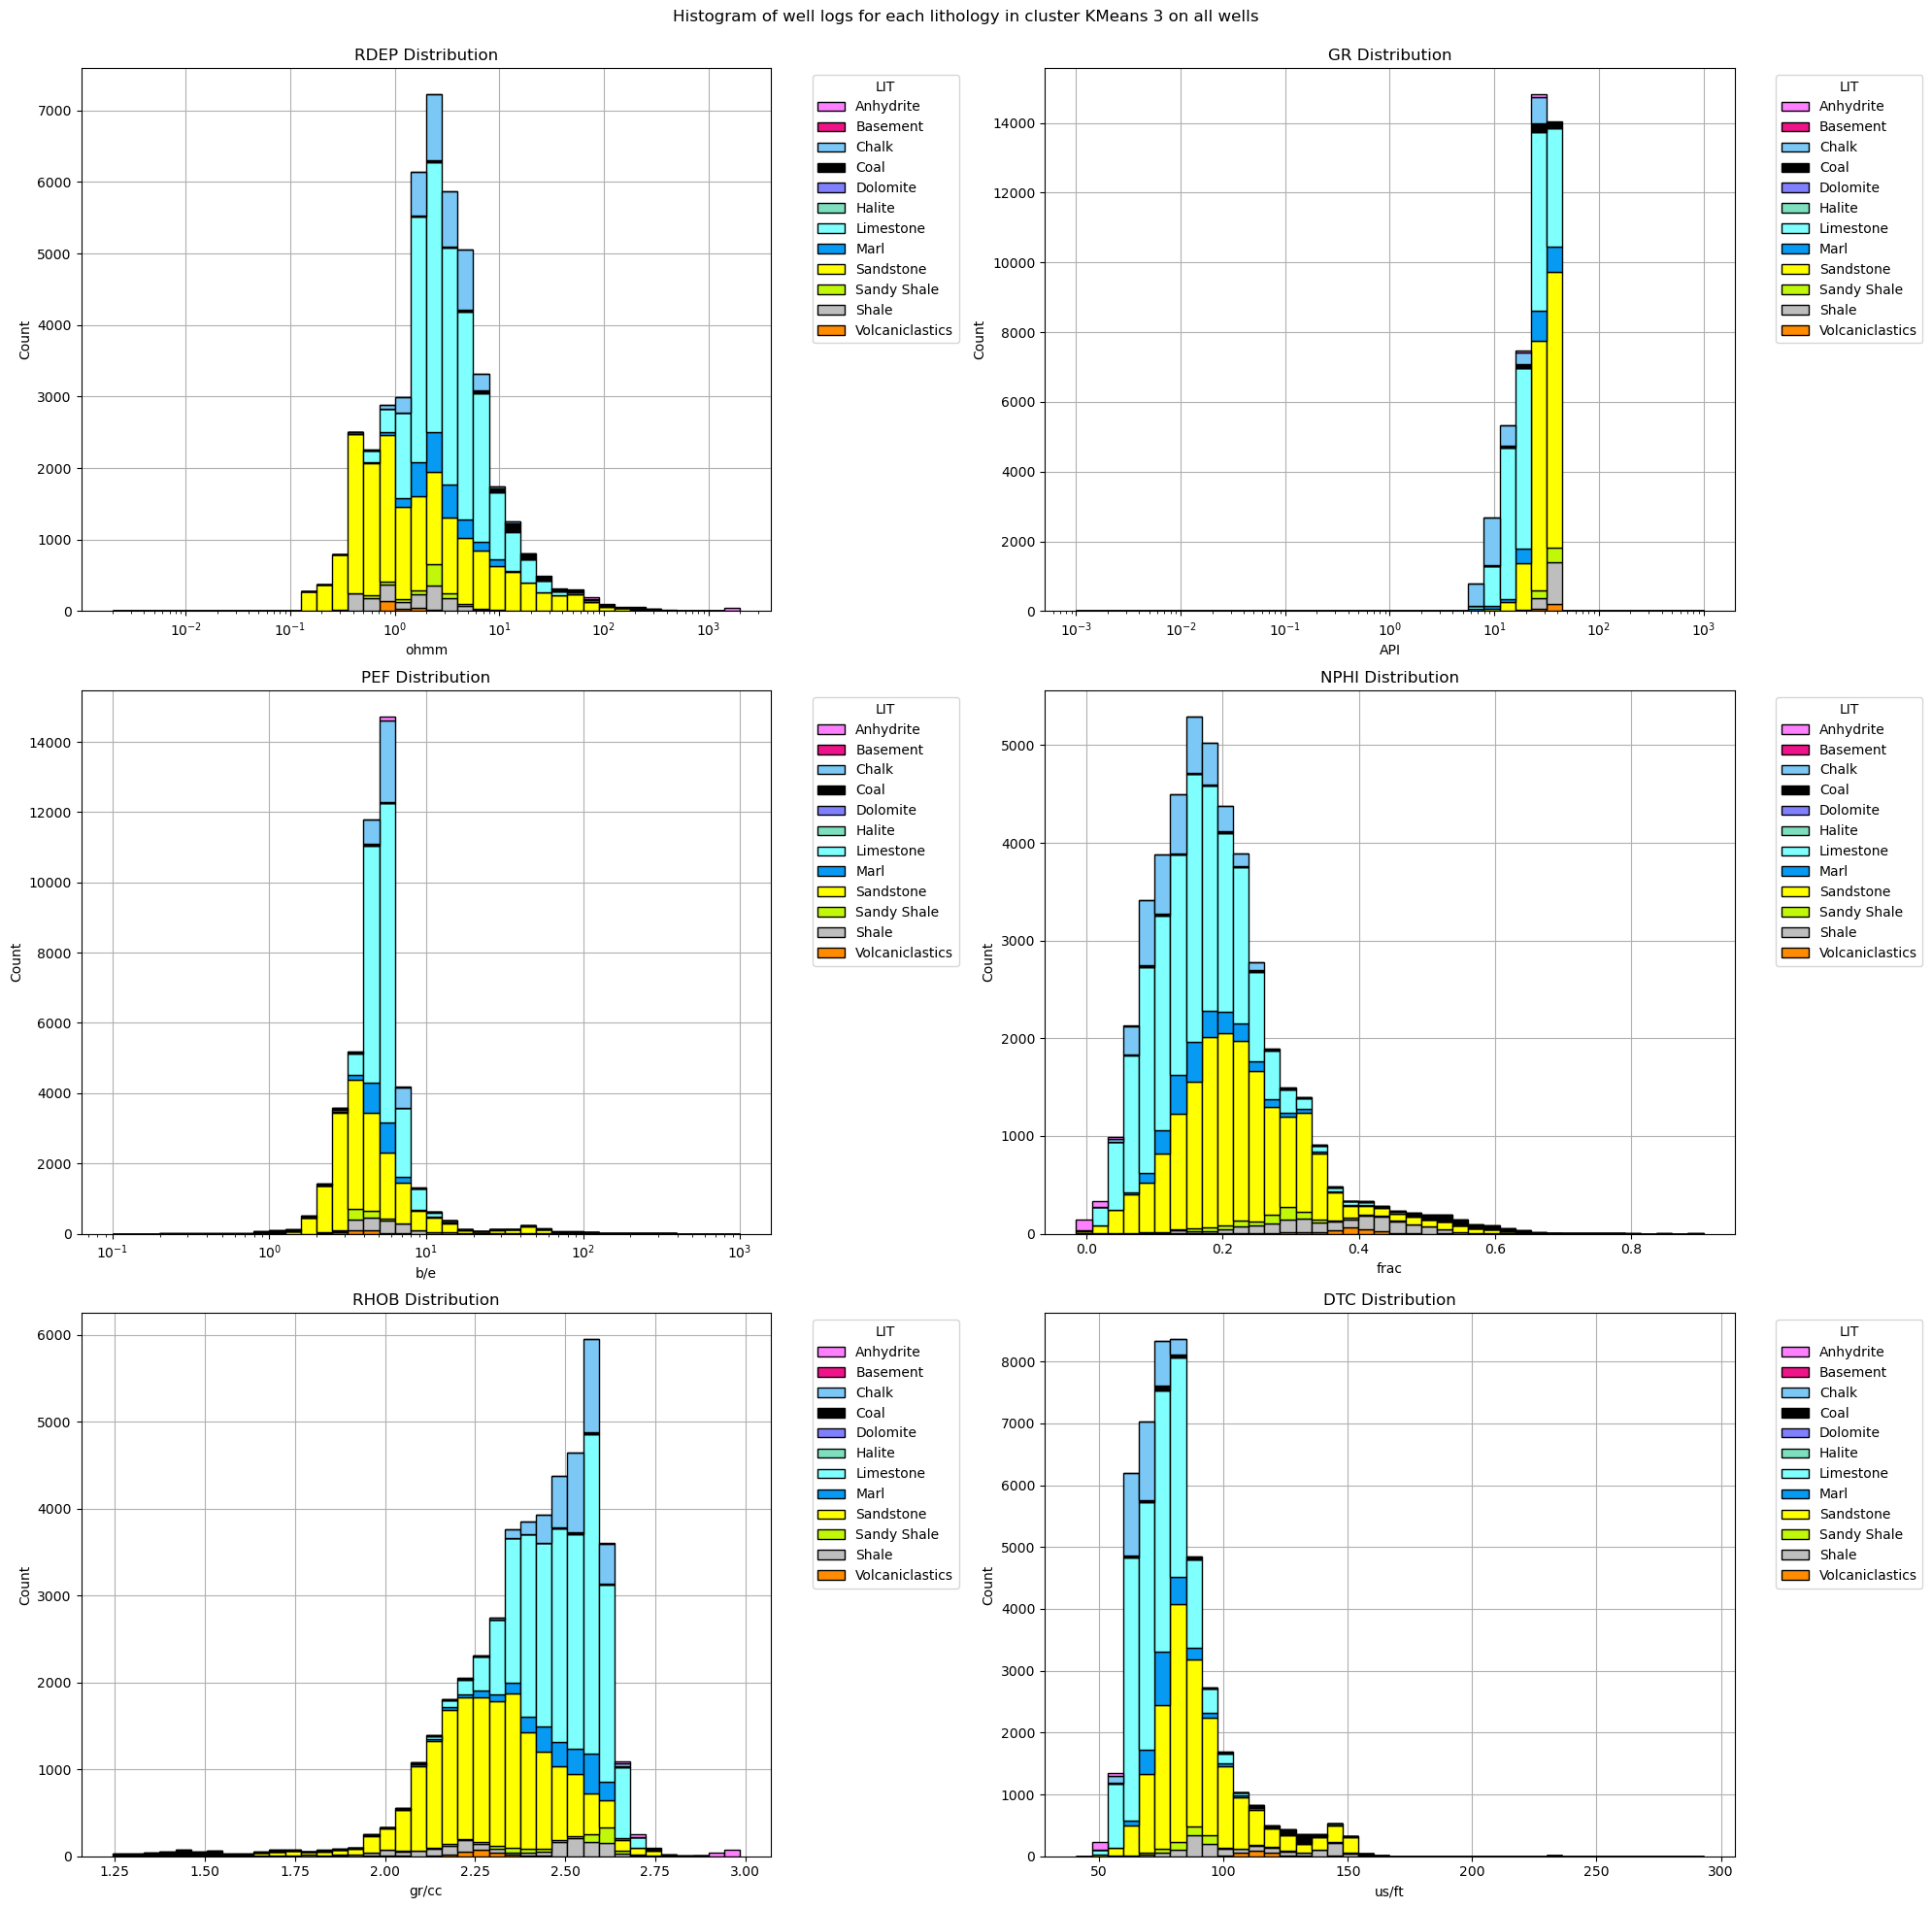 Histogram of well logs for each lithology in cluster KMeans 3 on all wells
RDEP Distribution
Count
7000
6000
5000
4000
3000
2000
1000
0
10⁻²
10⁻¹
10⁰
10¹
10²
10³
ohmm
LIT
Anhydrite
Basement
Chalk
Coal
Dolomite
Halite
Limestone
Marl
Sandstone
Sandy Shale
Shale
Volcaniclastics
GR Distribution
Count
14000
12000
10000
8000
6000
4000
2000
0
10⁻³
10⁻²
10⁻¹
10⁰
10¹
10²
10³
API
LIT
Anhydrite
Basement
Chalk
Coal
Dolomite
Halite
Limestone
Marl
Sandstone
Sandy Shale
Shale
Volcaniclastics
PEF Distribution
Count
14000
12000
10000
8000
6000
4000
2000
0
10⁻¹
10⁰
10¹
10²
10³
b/e
LIT
Anhydrite
Basement
Chalk
Coal
Dolomite
Halite
Limestone
Marl
Sandstone
Sandy Shale
Shale
Volcaniclastics
NPHI Distribution
Count
5000
4000
3000
2000
1000
0
0.0
0.2
0.4
0.6
0.8
frac
LIT
Anhydrite
Basement
Chalk
Coal
Dolomite
Halite
Limestone
Marl
Sandstone
Sandy Shale
Shale
Volcaniclastics
RHOB Distribution
Count
6000
5000
4000
3000
2000
1000
0
1.25
1.50
1.75
2.00
2.25
2.50
2.75
3.00
gr/cc
LIT
Anhydrite
Basement
Chalk
Coal
Dolomite
Halite
Limestone
Marl
Sandstone
Sandy Shale
Shale
Volcaniclastics
DTC Distribution
Count
8000
7000
6000
5000
4000
3000
2000
1000
0
50
100
150
200
250
300
us/ft
LIT
Anhydrite
Basement
Chalk
Coal
Dolomite
Halite
Limestone
Marl
Sandstone
Sandy Shale
Shale
Volcaniclastics